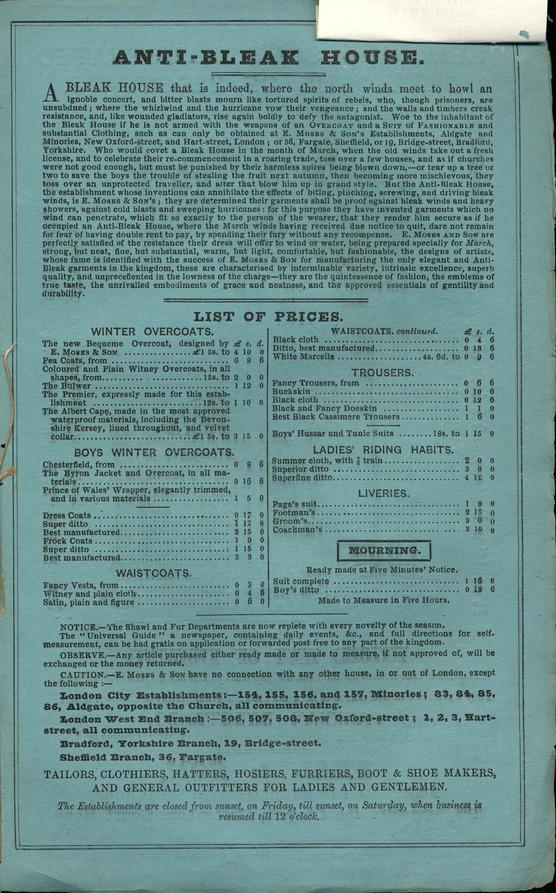 ANTI-BLEAK HOUSE.
A BLEAK HOUSE that is indeed, where the north winds meet to howl an
ignoble concert, and bitter blasts mourn like tortured spirits of rebels, who, though prisoners, are
unsubdued; where the whirlwind and the hurricane vow their vengeance; and the walls and timbers creak
resistance, and, like wounded gladiators, rise again boldly to defy the antagonist. Woe to the inhabitant of
the Bleak House if he is not armed with the weapons of an OVERCOAT and a SUIT of FASHIONABLE and
substantial Clothing, such as can only be obtained at E. MOSES & SON'S Establishments, Aldgate and
Minories, New Oxford-street, and Hart-street, London; or 36, Fargate, Sheffield, or 19, Bridge-street, Bradford,
Yorkshire. Who would covet a Bleak House in the month of March, when the old winds take out a fresh
license, and to celebrate their re-commencement in a roaring trade, toss over a few houses, and as if churches
were not good enough, but must be punished by their harmless spires being blown down,—or tear up a tree or
two to save the boys the trouble of stealing the fruit next autumn, then becoming more mischievous, they
toss over an unprotected traveller, and after that blow him up in grand style. But the Anti-Bleak House,
the establishment whose inventions can annihilate the effects of biting, pinching, screwing, and driving bleak
winds, is E. MOSES & SON'S; they are determined their garments shall be proof against bleak winds and heavy
showers, against cold blasts and sweeping hurricanes: for this purpose they have invented garments which no
wind can penetrate, which fit so exactly to the person of the wearer, that they render him secure as if he
occupied an Anti-Bleak House, where the March winds having received due notice to quit, dare not remain
for fear of having double rent to pay, by spending their fury without any recompense. E. MOSES AND SON are
perfectly satisfied of the resistance their dress will offer to wind or water, being prepared specially for March,
strong, but neat, fine, but substantial, warm, but light, comfortable, but fashionable, the designs of artists,
whose fame is identified with the success of E. MOSES & SON for manufacturing the only elegant and Anti-
Bleak garments in the kingdom, these are characterised by interminable variety, intrinsic excellence, superb
quality, and unprecedented in the lowness of the charge—they are the quintessence of fashion, the emblems of
true taste, the unrivalled embodiments of grace and neatness, and the approved essentials of gentility and
durability.
LIST OF PRICES.
WINTER OVERCOATS.
The new Bequeme Overcoat, designed by £ s. d.
E. MOSES & SON ............£1 5s. to 4 10 0
Pea Coats, from ........................ 0 8 6
Coloured and Plain Witney Overcoats, in all
shapes, from..................15s. to 2 0 0
The Bulwer ............................ 1 12 0
The Premier, expressly made for this estab-
lishment ......................12s. to 1 10 0
The Albert Cape, made in the most approved
waterproof materials, including the Devon-
shire Kersey, lined throughout, and velvet
collar......................£1 5s. to 3 15 0
BOYS WINTER OVERCOATS.
Chesterfield, from ...................... 0 8 6
The Byron Jacket and Overcoat, in all ma-
terials ................................ 0 16 6
Prince of Wales' Wrapper, elegantly trimmed,
and in various materials ................ 1 5 0
Dress Coats ............................ 0 17 0
Super ditto ............................ 1 12 0
Best manufactured...................... 2 15 0
Frock Coats ............................ 1 0 0
Super ditto ............................ 1 15 0
Best manufactured...................... 3 3 0
WAISTCOATS.
Fancy Vests, from ...................... 0 3 0
Witney and plain cloth.................. 0 4 6
Satin, plain and figure .................. 0 6 0
WAISTCOATS. continued. £ s. d.
Black cloth ............................ 0 4 6
Ditto, best manufactured................ 0 13 6
White Marcella ................4s. 6d. to 0 9 6
TROUSERS.
Fancy Trousers, from .................. 0 6 6
Buckskin .............................. 0 10 6
Black cloth ............................ 0 12 6
Black and Fancy Doeskin .............. 1 1 0
Best Black Cassimere Trousers.......... 1 6 0
Boys' Hussar and Tunic Suits ......18s. to 1 15 0
LADIES' RIDING HABITS.
Summer cloth, with train.............. 2 0 0
Superior ditto .......................... 3 0 0
Superfine ditto.......................... 4
LIVERIES.
Page's suit.............................. 1 8 0
Footman's.............................. 2 15 0
Groom's................................ 3
Coachman's ............................ 3 10
MOURNING.
Ready made at Five Minutes' Notice.
Suit complete .......................... 1 16 0
Boy's ditto ............................ 0 18 6
Made to Measure in Five Hours.
NOTICE.—The Shawl and Fur Departments are now replete with every novelty of the season.
The "Universal Guide" a newspaper, containing daily events, &c., and full directions for self-
measurement, can be had gratis on application or forwarded post free to any part of the kingdom.
OBSERVE.—Any article purchased either ready made or made to measure, if not approved of, will be
exchanged or the money returned.
CAUTION.—E. MOSES & SON have no connection with any other house, in or out of London, except
the following:—
London City Establishments:—154, 155, 156, and 157, Minories; 83, 84, 85,
86, Aldgate, opposite the Church, all communicating.
London West End Branch:—506, 507, 508, New Oxford-street; 1, 2, 3, Hart-
street, all communicating.
Bradford, Yorkshire Branch, 19, Bridge-street.
Sheffield Branch, 36, Fargate.
TAILORS, CLOTHIERS, HATTERS, HOSIERS, FURRIERS, BOOT & SHOE MAKERS,
AND GENERAL OUTFITTERS FOR LADIES AND GENTLEMEN.
The Establishments are closed from sunset, on Friday, till sunset, on Saturday, when business is
resumed till 12 o'clock.